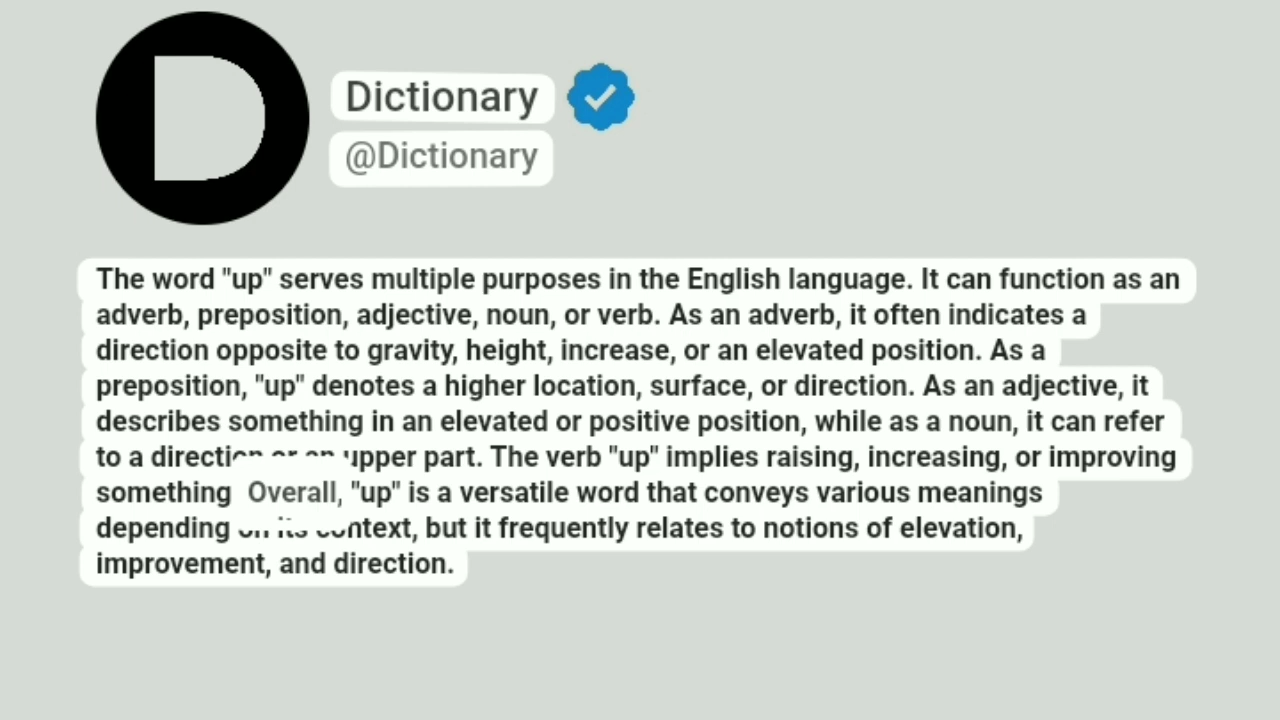 D
Dictionary
@Dictionary
The word "up" serves multiple purposes in the English language. It can function as an
adverb, preposition, adjective, noun, or verb. As an adverb, it often indicates a
direction opposite to gravity, height, increase, or an elevated position. As a
preposition, "up" denotes a higher location, surface, or direction. As an adjective, it
describes something in an elevated or positive position, while as a noun, it can refer
to a direction or an upper part. The verb "up" implies raising, increasing, or improving
something Overall, "up" is a versatile word that conveys various meanings
depending on its context, but it frequently relates to notions of elevation,
improvement, and direction.